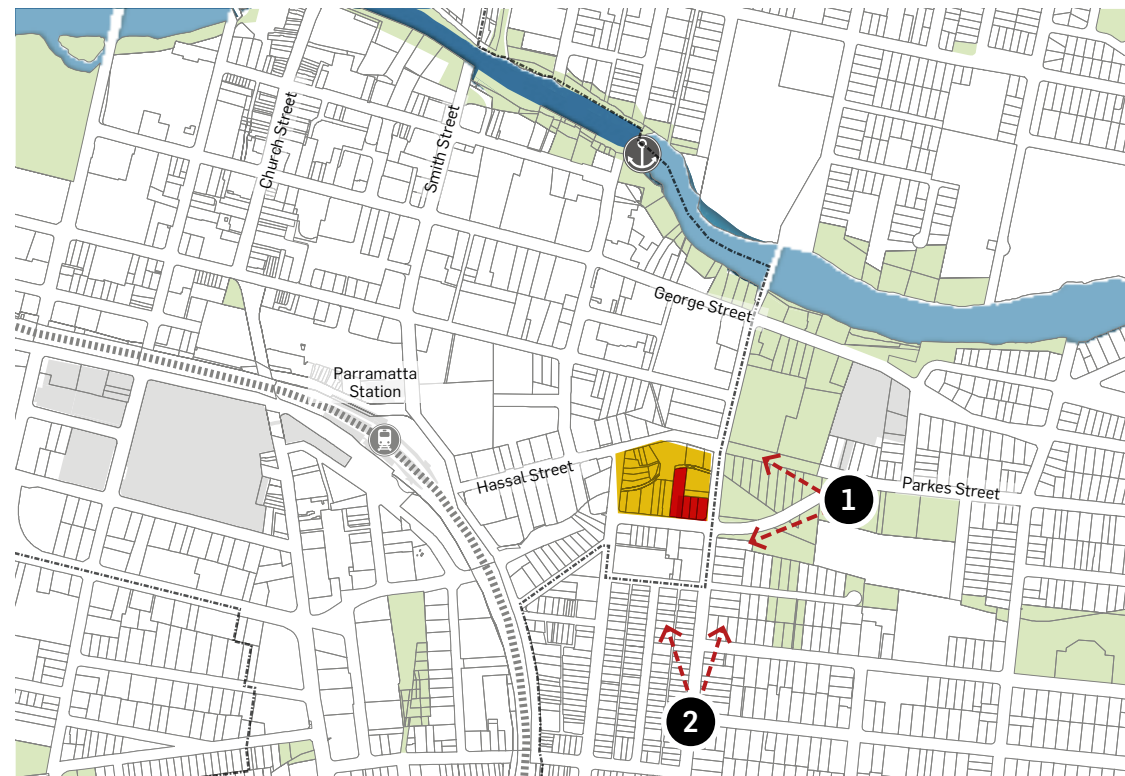 Church Street
Smith Street
George Street
Parramatta
Station
Hassal Street
1
Parkes Street
2